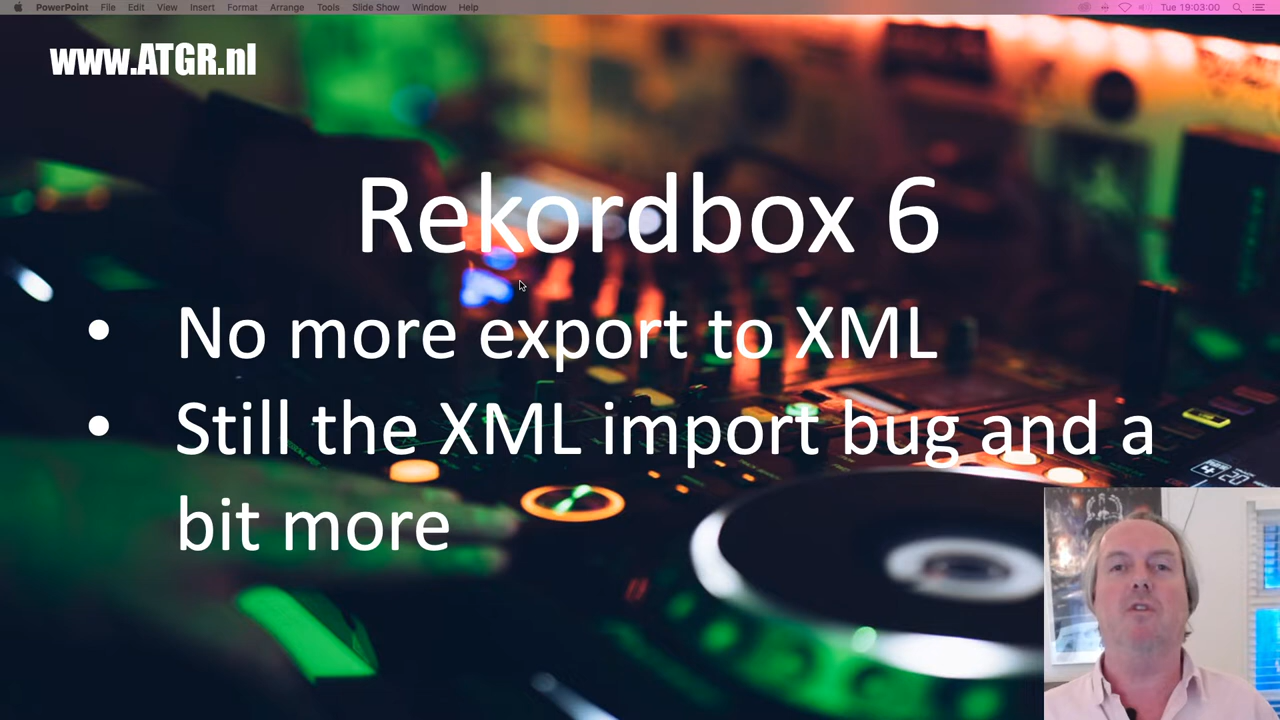 PowerPoint File Edit View Insert Format Arrange Tools Slide Show Window Help Tue 19:03:00
www.ATGR.nl
Rekordbox 6
• No more export to XML
• Still the XML import bug and a
bit more